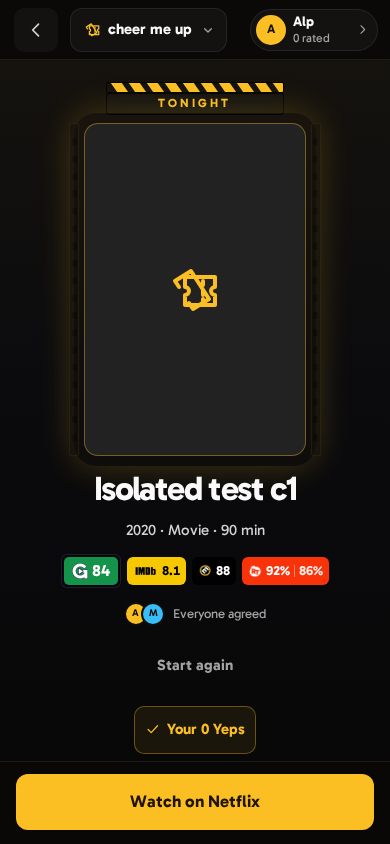 cheer me up
A
Alp
0 rated
TONIGHT
Isolated test c1
2020 · Movie · 90 min
G 84
IMDb 8.1
88
92% 86%
A M Everyone agreed
Start again
Your 0 Yeps
Watch on Netflix